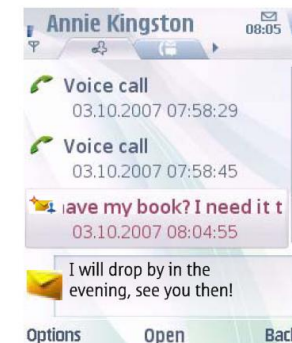 Annie Kingston
08:05
Voice call
03.10.2007 07:58:29
Voice call
03.10.2007 07:58:45
ave my book? I need it t
03.10.2007 08:04:55
I will drop by in the
evening, see you then!
Options Open Back